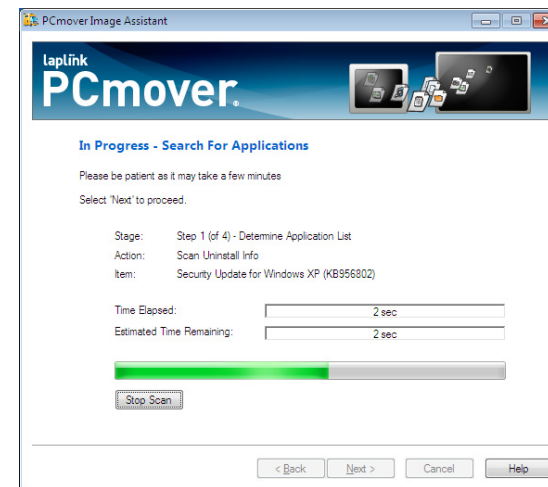 PCmover Image Assistant
laplink
PCmover.
In Progress - Search For Applications
Please be patient as it may take a few minutes
Select 'Next' to proceed.
Stage: Step 1 (of 4) - Determine Application List
Action: Scan Uninstall Info
Item: Security Update for Windows XP (KB956802)
Time Elapsed: 2 sec
Estimated Time Remaining: 2 sec
Stop Scan
< Back Next > Cancel Help